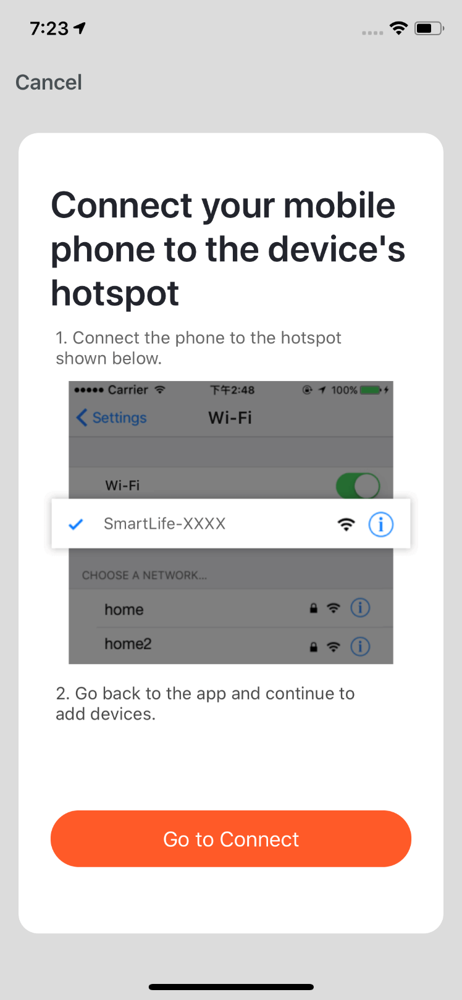 7:23
Cancel
Connect your mobile
phone to the device's
hotspot
1. Connect the phone to the hotspot
shown below.
Carrier 下午2:48 100%
Settings Wi-Fi
Wi-Fi
SmartLife-XXXX
CHOOSE A NETWORK...
home
home2
2. Go back to the app and continue to
add devices.
Go to Connect